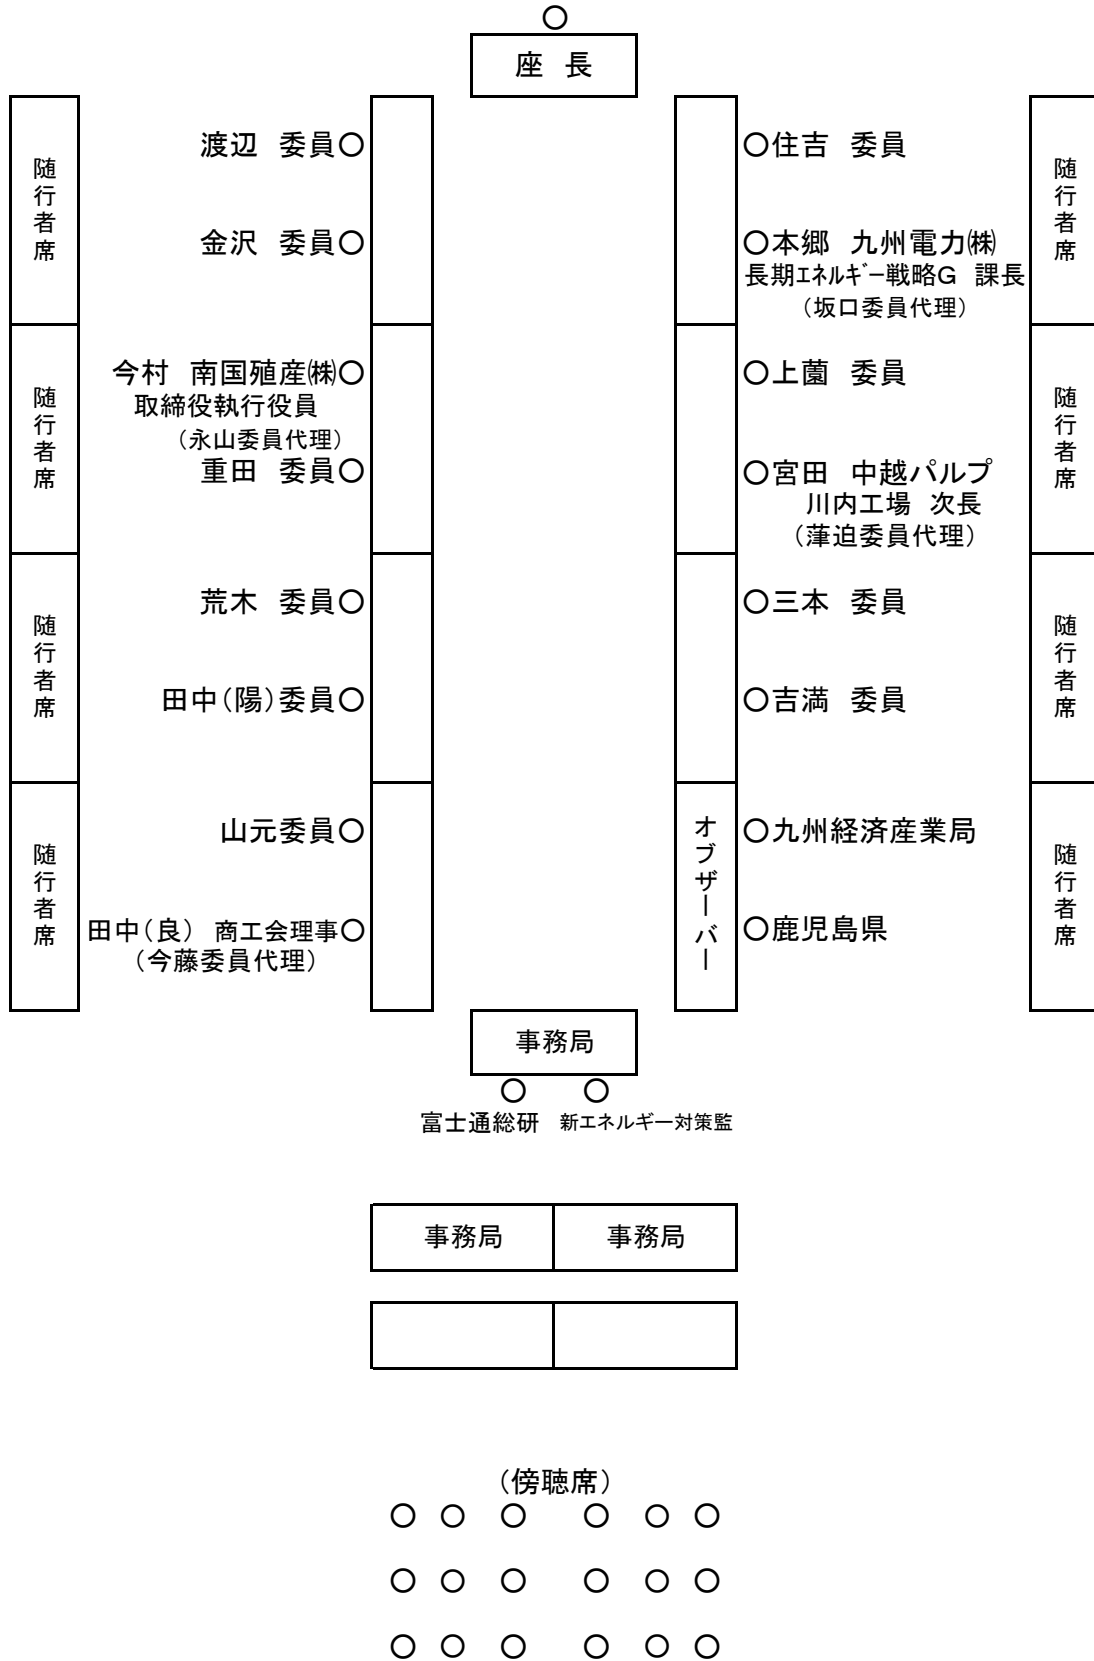 座 長
随行者席
随行者席
随行者席
随行者席
渡辺 委員○
金沢 委員○
今村 南国殖産㈱○
取締役執行役員
（永山委員代理）
重田 委員○
荒木 委員○
田中（陽）委員○
山元委員○
田中（良） 商工会理事○
（今藤委員代理）
○住吉 委員
○本郷 九州電力㈱
長期ｴﾈﾙｷﾞｰ戦略G 課長
（坂口委員代理）
○上薗 委員
○宮田 中越パルプ
川内工場 次長
（薄迫委員代理）
○三本 委員
○吉満 委員
オブザーバー
○九州経済産業局
○鹿児島県
随行者席
随行者席
随行者席
随行者席
事務局
富士通総研 新エネルギー対策監
事務局 事務局
（傍聴席）